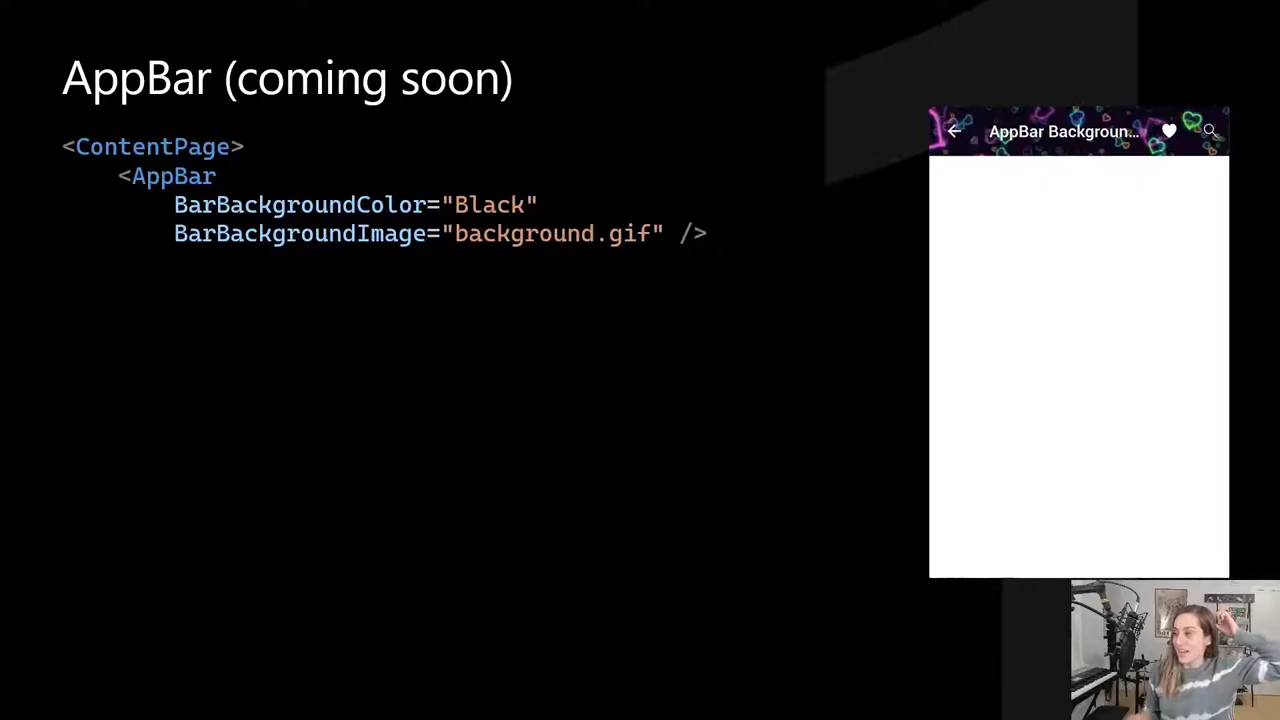 AppBar (coming soon)
<ContentPage>
<AppBar
BarBackgroundColor="Black"
BarBackgroundImage="background.gif" />
AppBar Backgroun...